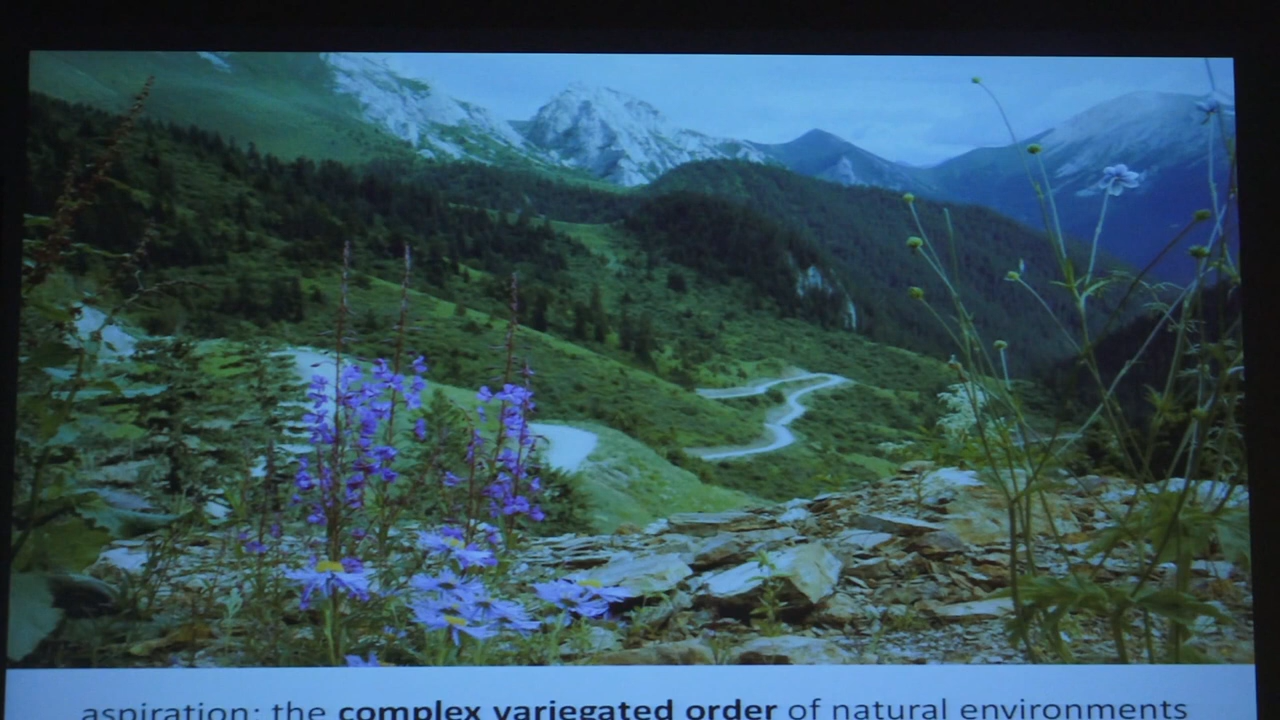 aspiration: the complex variegated order of natural environments